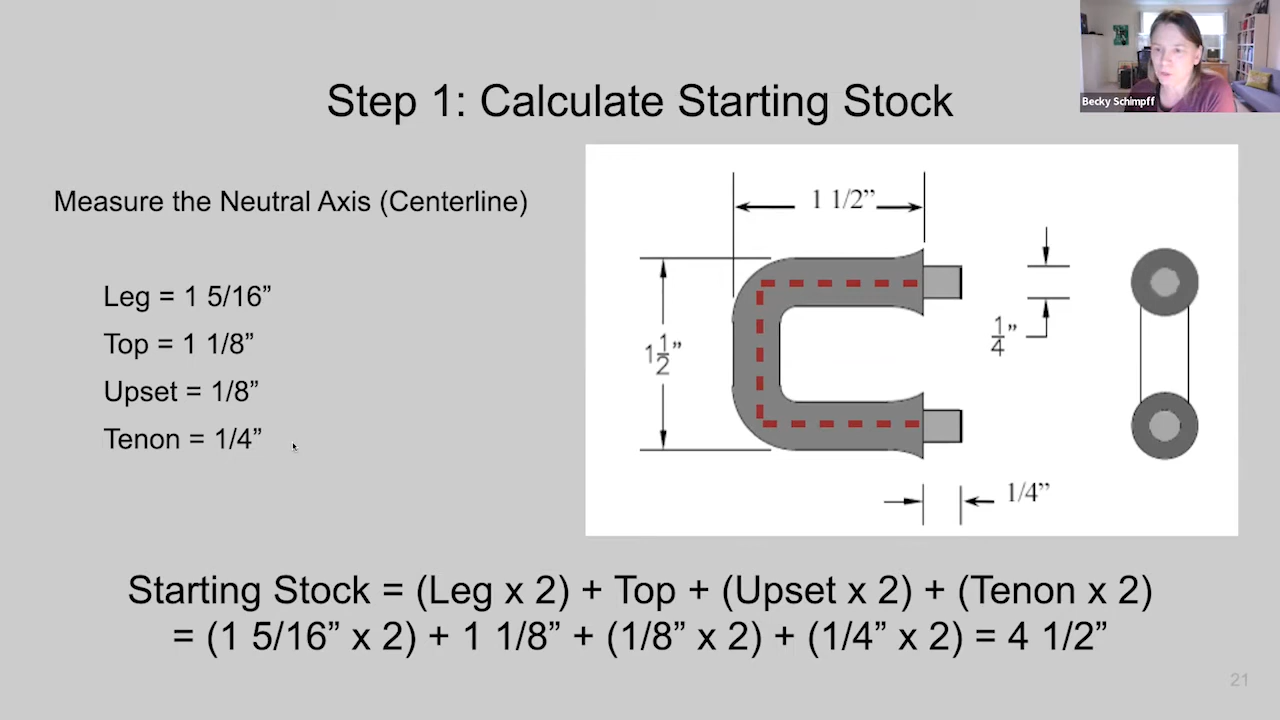 Becky Schimpff
Step 1: Calculate Starting Stock
Measure the Neutral Axis (Centerline)
Leg = 1 5/16”
Top = 1 1/8”
Upset = 1/8”
Tenon = 1/4”
1 1/2”
1 1/2”
1/4”
1/4”
Starting Stock = (Leg x 2) + Top + (Upset x 2) + (Tenon x 2)
= (1 5/16” x 2) + 1 1/8” + (1/8” x 2) + (1/4” x 2) = 4 1/2”
21